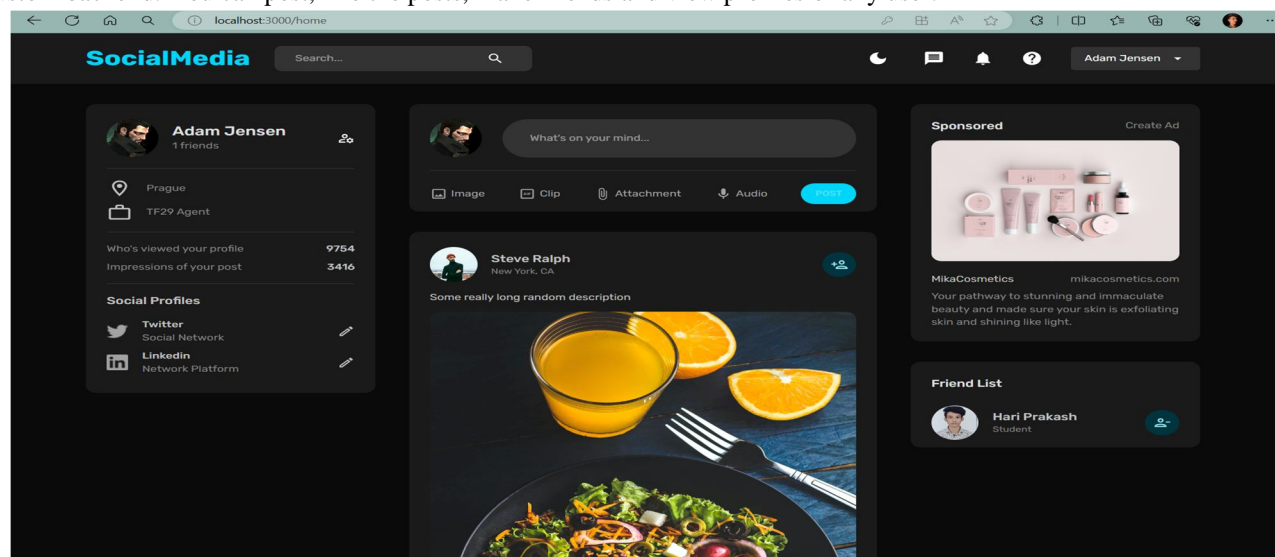 localhost:3000/home
SocialMedia
Search...
Adam Jensen
Adam Jensen
1 friends
Prague
TF29 Agent
Who's viewed your profile 9754
Impressions of your post 3416
Social Profiles
Twitter
Social Network
Linkedin
Network Platform
What's on your mind...
Image Clip Attachment Audio POST
Steve Ralph
New York, CA
Some really long random description
Sponsored Create Ad
MikaCosmetics mikacosmetics.com
Your pathway to stunning and immaculate
beauty and made sure your skin is exfoliating
skin and shining like light.
Friend List
Hari Prakash
Student